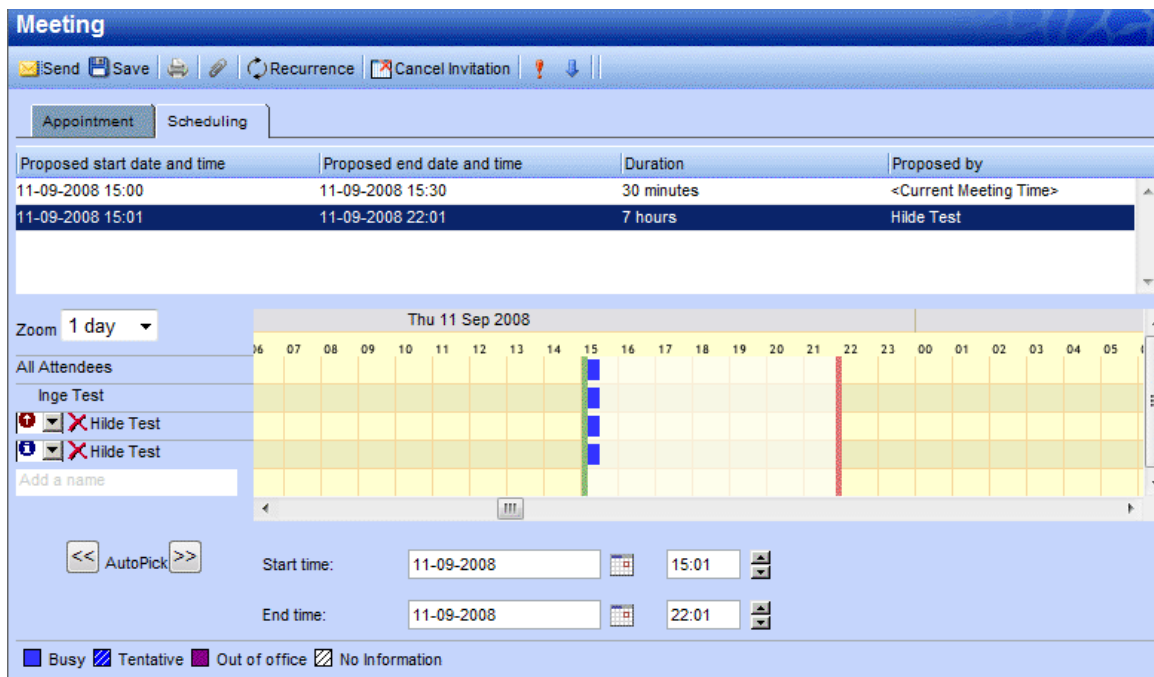 Meeting
Send Save Recurrence Cancel Invitation
Appointment Scheduling
Proposed start date and time Proposed end date and time Duration Proposed by
11-09-2008 15:00 11-09-2008 15:30 30 minutes <Current Meeting Time>
11-09-2008 15:01 11-09-2008 22:01 7 hours Hilde Test
Zoom 1 day Thu 11 Sep 2008
07 08 09 10 11 12 13 14 15 16 17 18 19 20 21 22 23 00 01 02 03 04 05
All Attendees
Inge Test
Hilde Test
Hilde Test
Add a name
<< AutoPick >> Start time: 11-09-2008 15:01
End time: 11-09-2008 22:01
Busy Tentative Out of office No Information